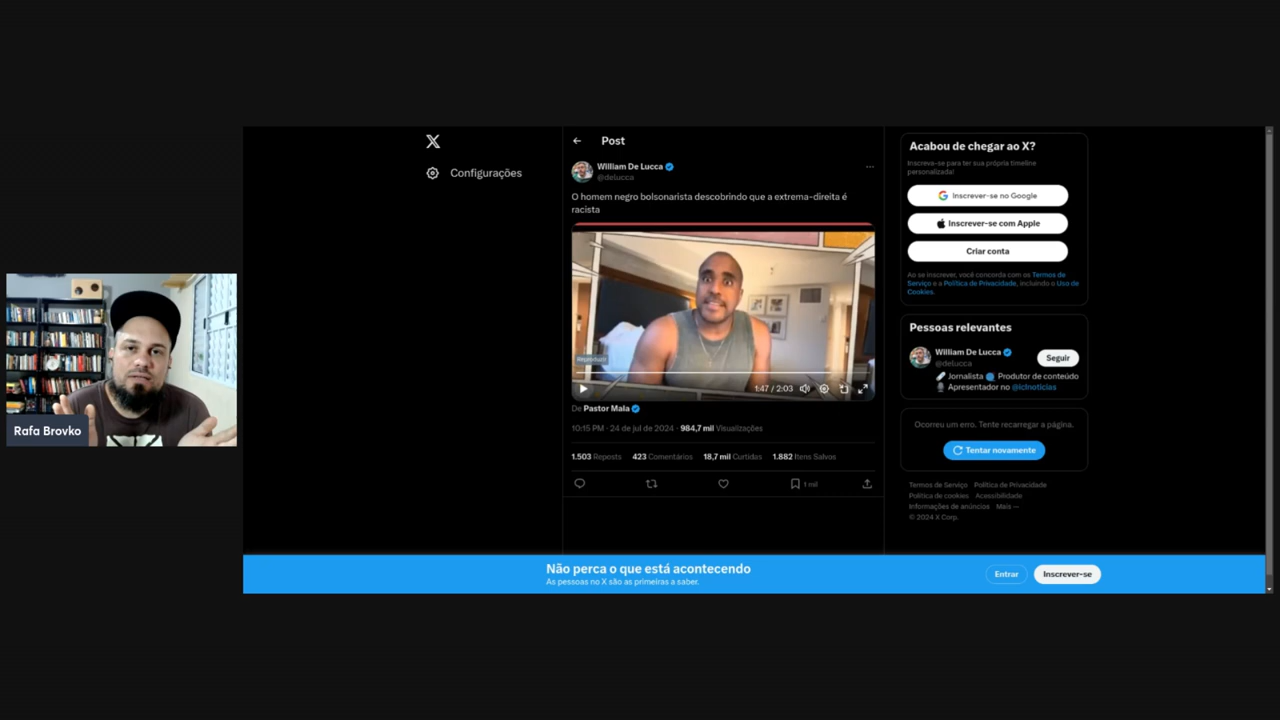 Rafa Brovko
Configurações
Post
William De Lucca
@delucca
O homem negro bolsonarista descobrindo que a extrema-direita é
racista
Reprodução
1:47 / 2:03
De Pastor Mala
10:15 PM · 24 de jul de 2024 · 984,7 mil Visualizações
1.503 Reposts 423 Comentários 18,7 mil Curtidas 1.882 Itens Salvos
1 mil
Acabou de chegar ao X?
Inscreva-se para ter sua própria timeline
personalizada!
Inscrever-se no Google
Inscrever-se com Apple
Criar conta
Ao se inscrever, você concorda com os Termos de
Serviço e a Política de Privacidade, incluindo o Uso de
Cookies.
Pessoas relevantes
William De Lucca
@delucca
Seguir
Jornalista Produtor de conteúdo
Apresentador no @iclnoticias
Ocorreu um erro. Tente recarregar a página.
Tentar novamente
Termos de Serviço Política de Privacidade
Política de cookies Acessibilidade
Informações de anúncios Mais
© 2024 X Corp.
Não perca o que está acontecendo
As pessoas no X são as primeiras a saber.
Entrar
Inscrever-se